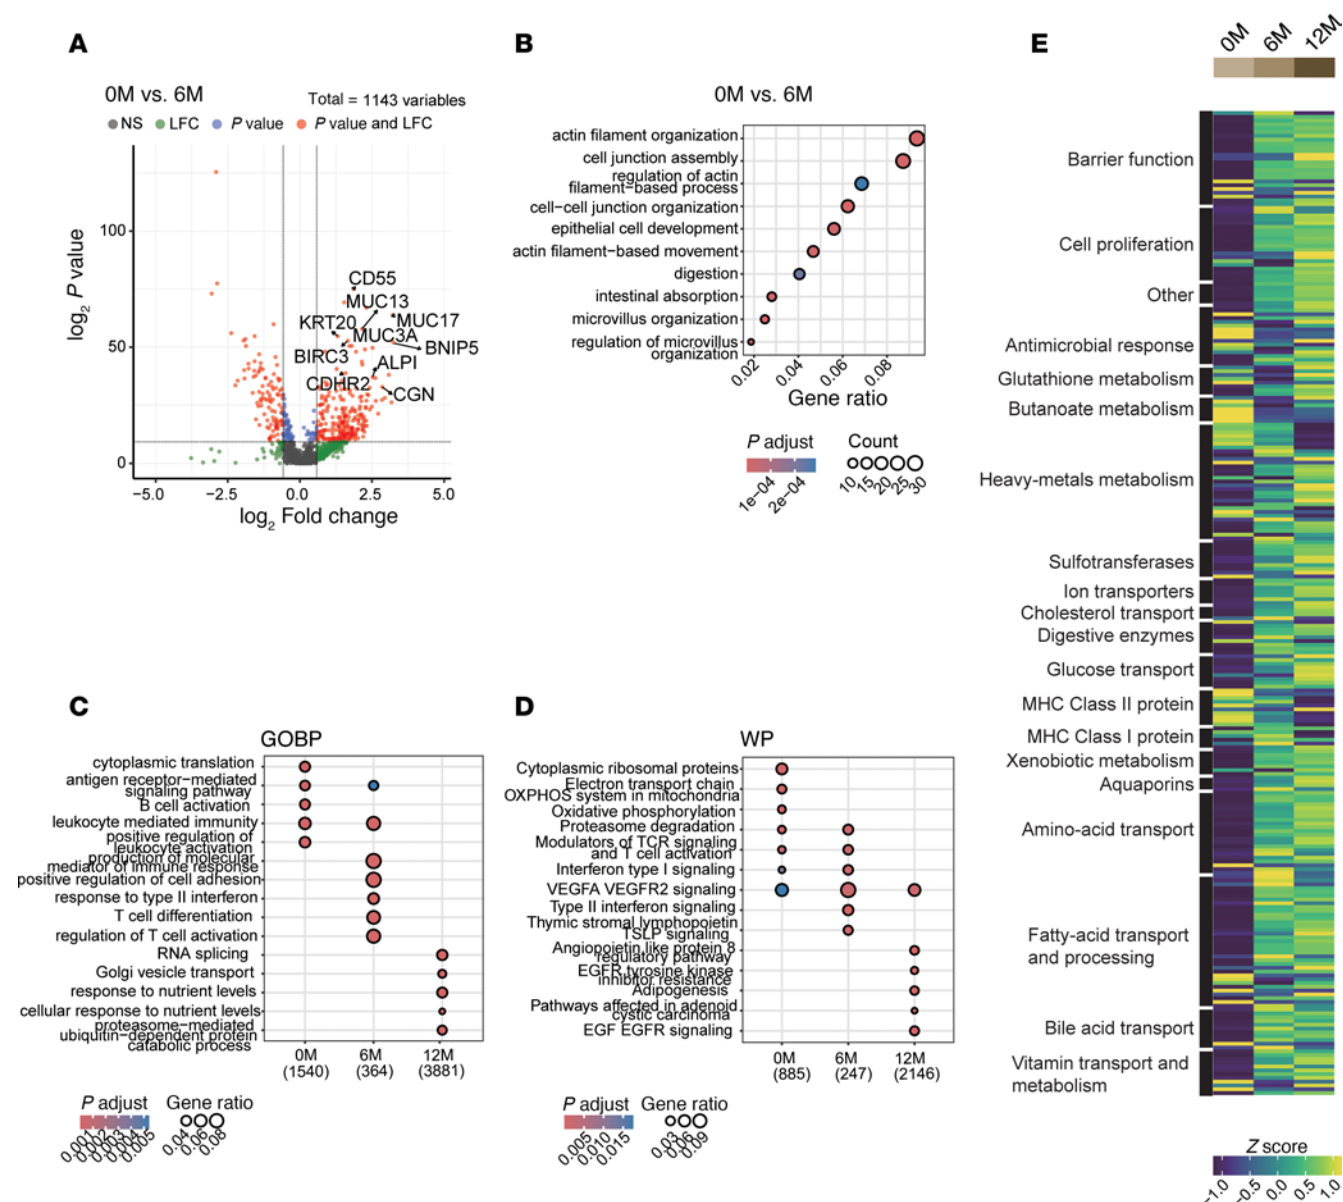 A
0M vs. 6M
Total = 1143 variables
NS LFC P value P value and LFC
log2 P value
100
50
0
CD55
MUC13
MUC17
KRT20
MUC3A
BNIP5
BIRC3
ALPI
CDHR2
CGN
−5.0 −2.5 0.0 2.5 5.0
log2 Fold change
B
0M vs. 6M
actin filament organization
cell junction assembly
regulation of actin
filament−based process
cell−cell junction organization
epithelial cell development
actin filament−based movement
digestion
intestinal absorption
microvillus organization
regulation of microvillus
organization
0.02 0.04 0.06 0.08
Gene ratio
P adjust
1e−04 2e−04
Count
10 15 20 25 30
C
GOBP
cytoplasmic translation
antigen receptor−mediated
signaling pathway
B cell activation
leukocyte mediated immunity
positive regulation of
leukocyte activation
production of molecular
mediator of immune response
positive regulation of cell adhesion
response to type II interferon
T cell differentiation
regulation of T cell activation
RNA splicing
Golgi vesicle transport
response to nutrient levels
cellular response to nutrient levels
proteasome−mediated
ubiquitin−dependent protein
catabolic process
0M 6M 12M
(1540) (364) (3881)
P adjust
0.001 0.002 0.003 0.004 0.005
Gene ratio
0.04 0.06 0.08
D
WP
Cytoplasmic ribosomal proteins
Electron transport chain
OXPHOS system in mitochondria
Oxidative phosphorylation
Proteasome degradation
Modulators of TCR signaling
and T cell activation
Interferon type I signaling
VEGFA VEGFR2 signaling
Type II interferon signaling
Thymic stromal lymphopoietin
TSLP signaling
Angiopoietin like protein 8
regulatory pathway
EGFR tyrosine kinase
inhibitor resistance
Adipogenesis
Pathways affected in adenoid
cystic carcinoma
EGF EGFR signaling
0M 6M 12M
(885) (247) (2146)
P adjust
0.005 0.010 0.015
Gene ratio
0.03 0.06 0.09
E
0M 6M 12M
Barrier function
Cell proliferation
Other
Antimicrobial response
Glutathione metabolism
Butanoate metabolism
Heavy-metals metabolism
Sulfotransferases
Ion transporters
Cholesterol transport
Digestive enzymes
Glucose transport
MHC Class II protein
MHC Class I protein
Xenobiotic metabolism
Aquaporins
Amino-acid transport
Fatty-acid transport
and processing
Bile acid transport
Vitamin transport and
metabolism
Z score
−1.0 −0.5 0.0 0.5 1.0